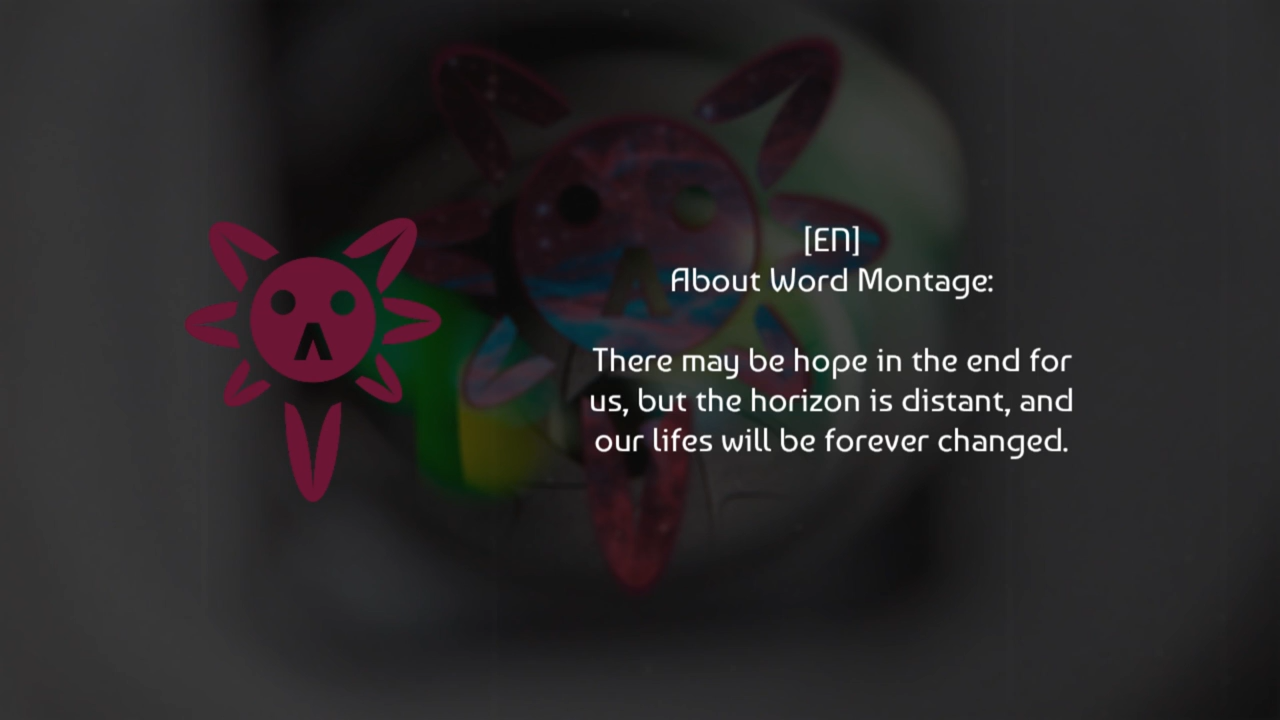 [EN]
About Word Montage:
There may be hope in the end for
us, but the horizon is distant, and
our lifes will be forever changed.